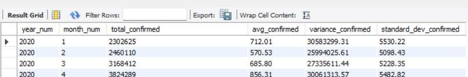 Result Grid Filter Rows: Export: Wrap Cell Content:
year_num month_num total_confirmed avg_confirmed variance_confirmed standard_dev_confirmed
2020 1 2302625 712.01 30583299.31 5530.22
2020 2 2460110 570.53 25994025.61 5098.43
2020 3 3168412 685.80 27335611.44 5228.35
2020 4 3824289 856.31 30061313.57 5482.82